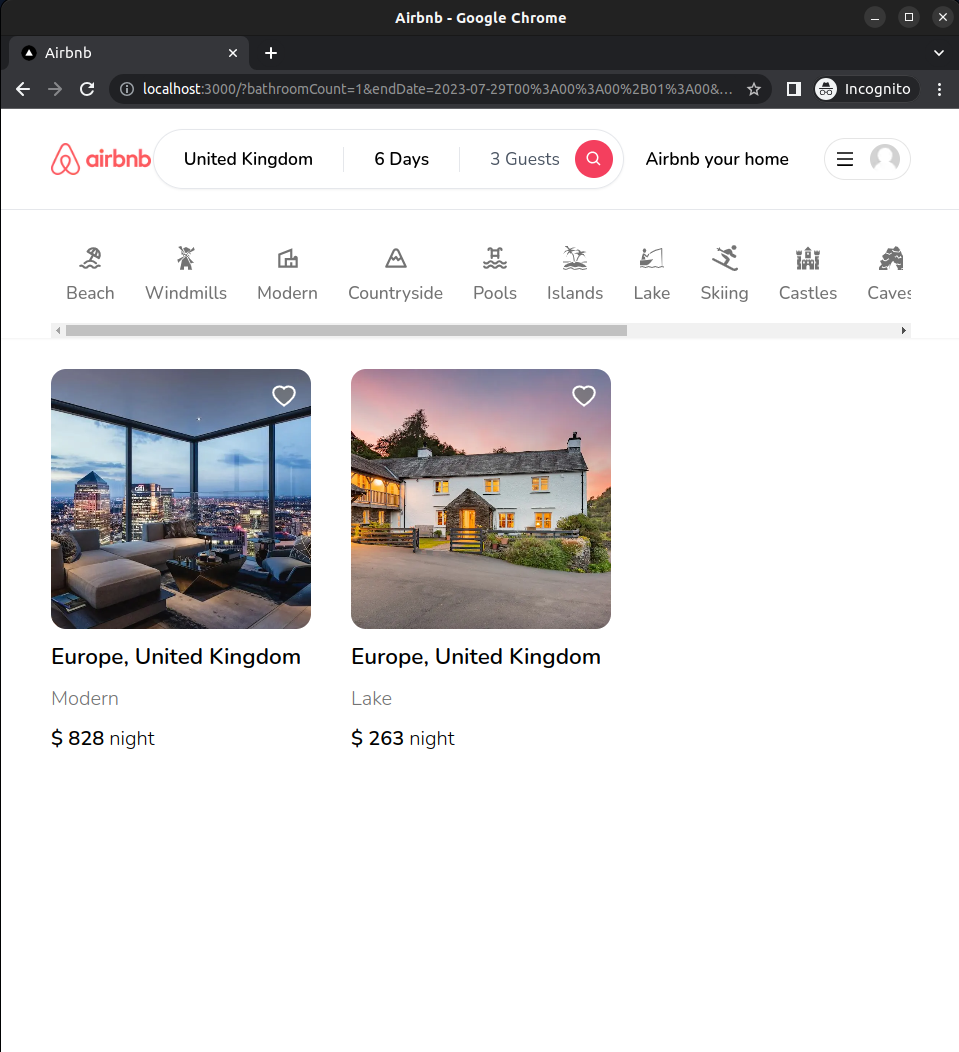 Airbnb - Google Chrome
Airbnb
localhost:3000/?bathroomCount=1&endDate=2023-07-29T00%3A00%3A00%2B01%3A00&...
Incognito
airbnb
United Kingdom
6 Days
3 Guests
Airbnb your home
Beach
Windmills
Modern
Countryside
Pools
Islands
Lake
Skiing
Castles
Caves
Europe, United Kingdom
Modern
$ 828 night
Europe, United Kingdom
Lake
$ 263 night